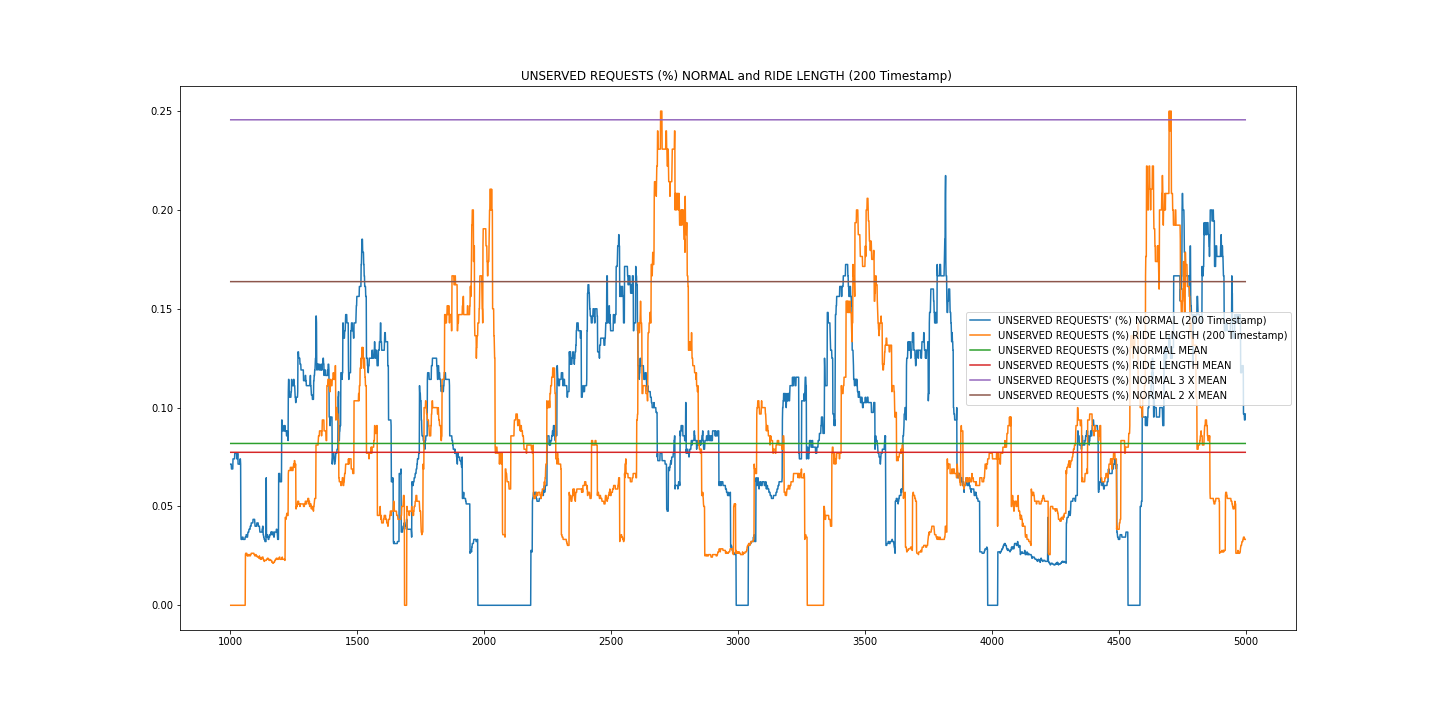 UNSERVED REQUESTS (%) NORMAL and RIDE LENGTH (200 Timestamp)
0.25
0.20
0.15
0.10
0.05
0.00
UNSERVED REQUESTS' (%) NORMAL (200 Timestamp)
UNSERVED REQUESTS (%) RIDE LENGTH (200 Timestamp)
UNSERVED REQUESTS (%) NORMAL MEAN
UNSERVED REQUESTS (%) RIDE LENGTH MEAN
UNSERVED REQUESTS (%) NORMAL 3 X MEAN
UNSERVED REQUESTS (%) NORMAL 2 X MEAN
1000 1500 2000 2500 3000 3500 4000 4500 5000